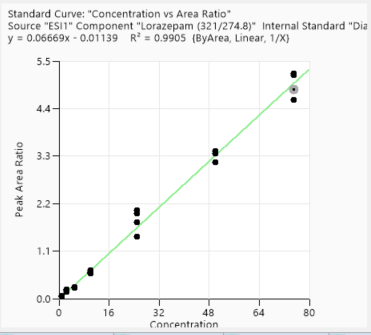 Standard Curve: "Concentration vs Area Ratio"
Source "ESI1" Component "Lorazepam (321/274.8)" Internal Standard "Dia
y = 0.06669x - 0.01139 R² = 0.9905 {ByArea, Linear, 1/X}
5.5
4.4
3.3
2.2
1.1
0.0
Peak Area Ratio
0 16 32 48 64 80
Concentration